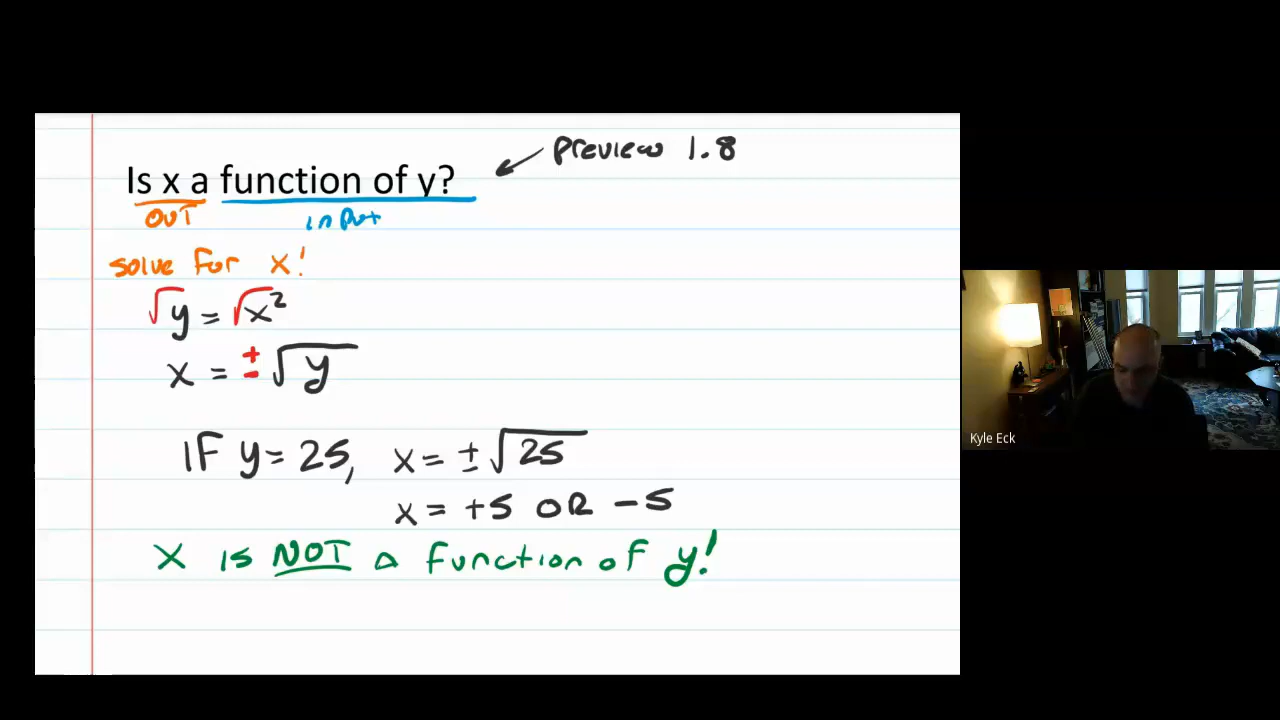 Preview 1.8
Is x a function of y?
OUT input
solve for x!
√y = √x²
x = ±√y
IF y = 25, x = ±√25
x = +5 OR -5
X is NOT a function of y!
Kyle Eck